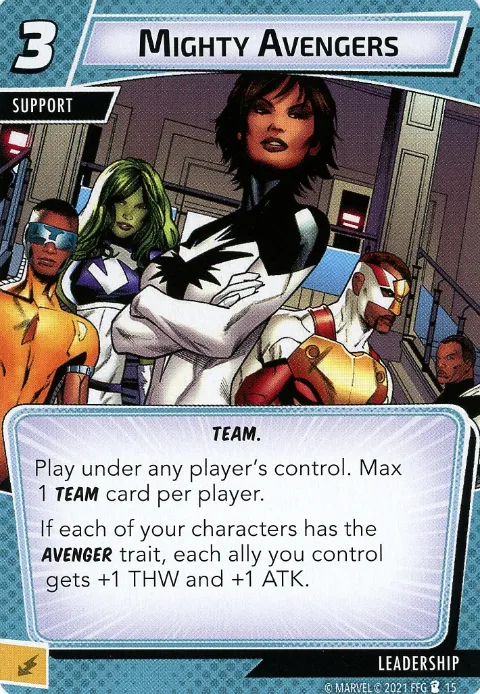 3
MIGHTY AVENGERS
SUPPORT
TEAM.
Play under any player's control. Max
1 TEAM card per player.
If each of your characters has the
AVENGER trait, each ally you control
gets +1 THW and +1 ATK.
LEADERSHIP
© MARVEL © 2021 FFG 15